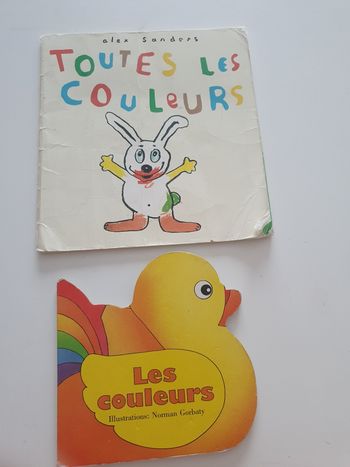 alex sanders
TOUTES LES
COULEURS
Les
couleurs
Illustrations: Norman Gorbaty